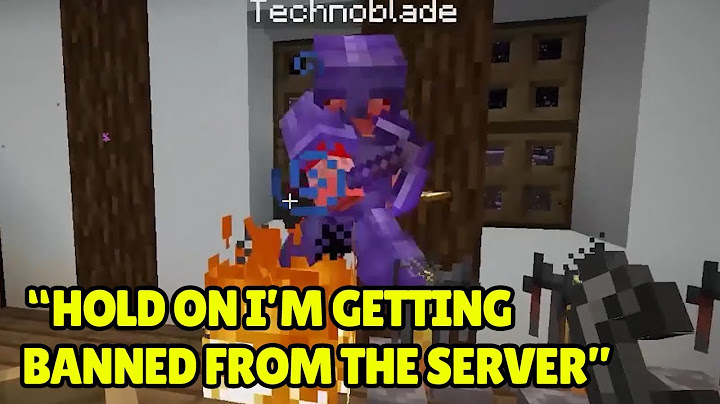 Technoblade
“HOLD ON I’M GETTING
BANNED FROM THE SERVER”